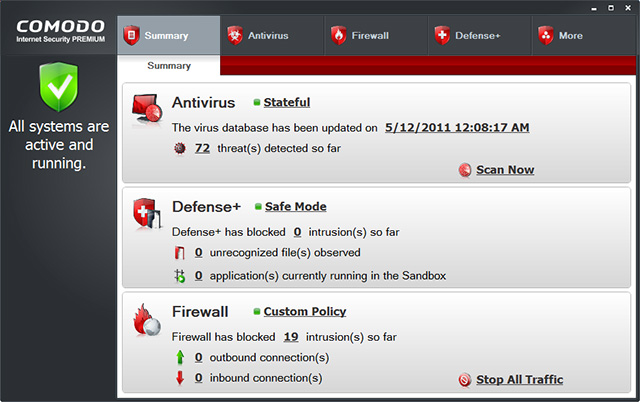 COMODO
Internet Security PREMIUM
Summary
Antivirus
Firewall
Defense+
More
Summary
All systems are
active and
running.
Antivirus Stateful
The virus database has been updated on 5/12/2011 12:08:17 AM
72 threat(s) detected so far
Scan Now
Defense+ Safe Mode
Defense+ has blocked 0 intrusion(s) so far
0 unrecognized file(s) observed
0 application(s) currently running in the Sandbox
Firewall Custom Policy
Firewall has blocked 19 intrusion(s) so far
0 outbound connection(s)
0 inbound connection(s)
Stop All Traffic